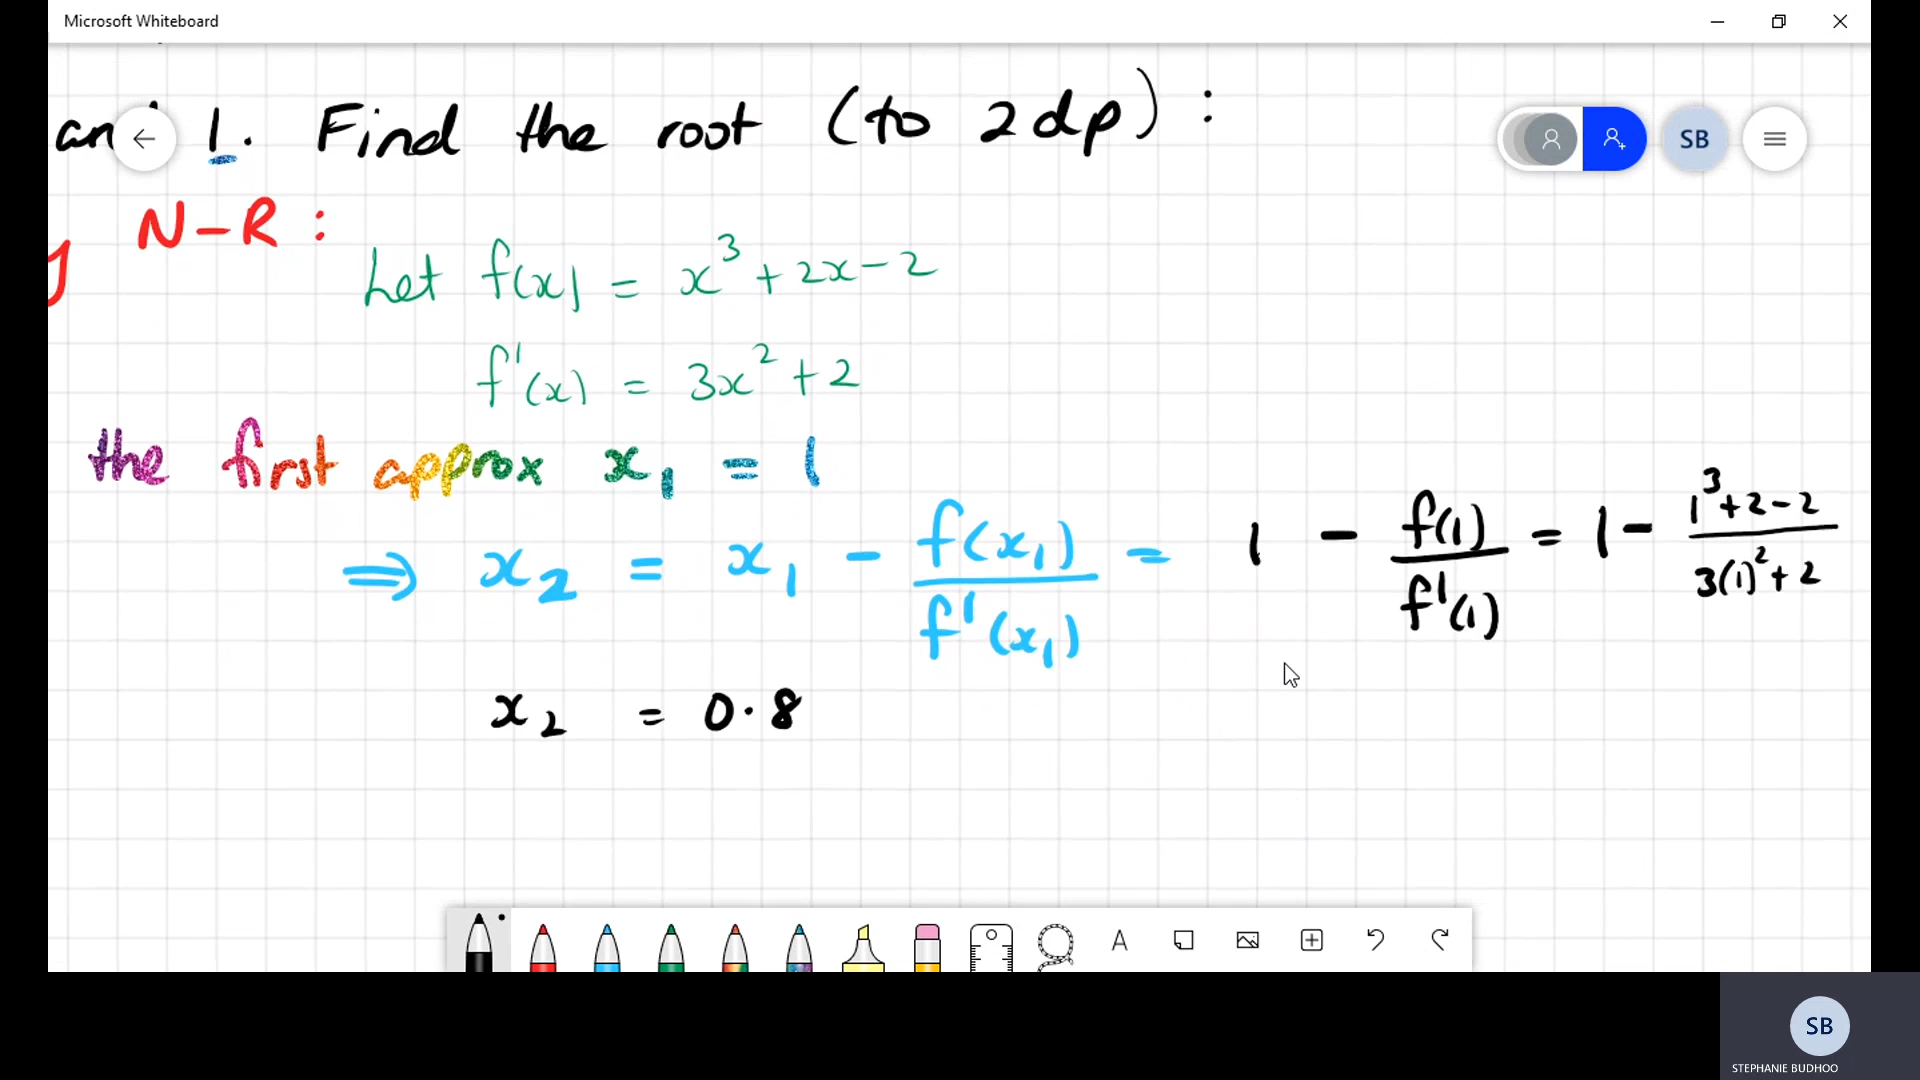 Microsoft Whiteboard
1. Find the root (to 2dp) :
N-R :
Let f(x) = x³ + 2x - 2
f'(x) = 3x² + 2
the first approx x₁ = 1
⇒ x₂ = x₁ - f(x₁)/f'(x₁) = 1 - f(1)/f'(1) = 1 - (1³+2-2)/(3(1)²+2)
x₂ = 0.8
SB
A
SB
STEPHANIE BUDHOO